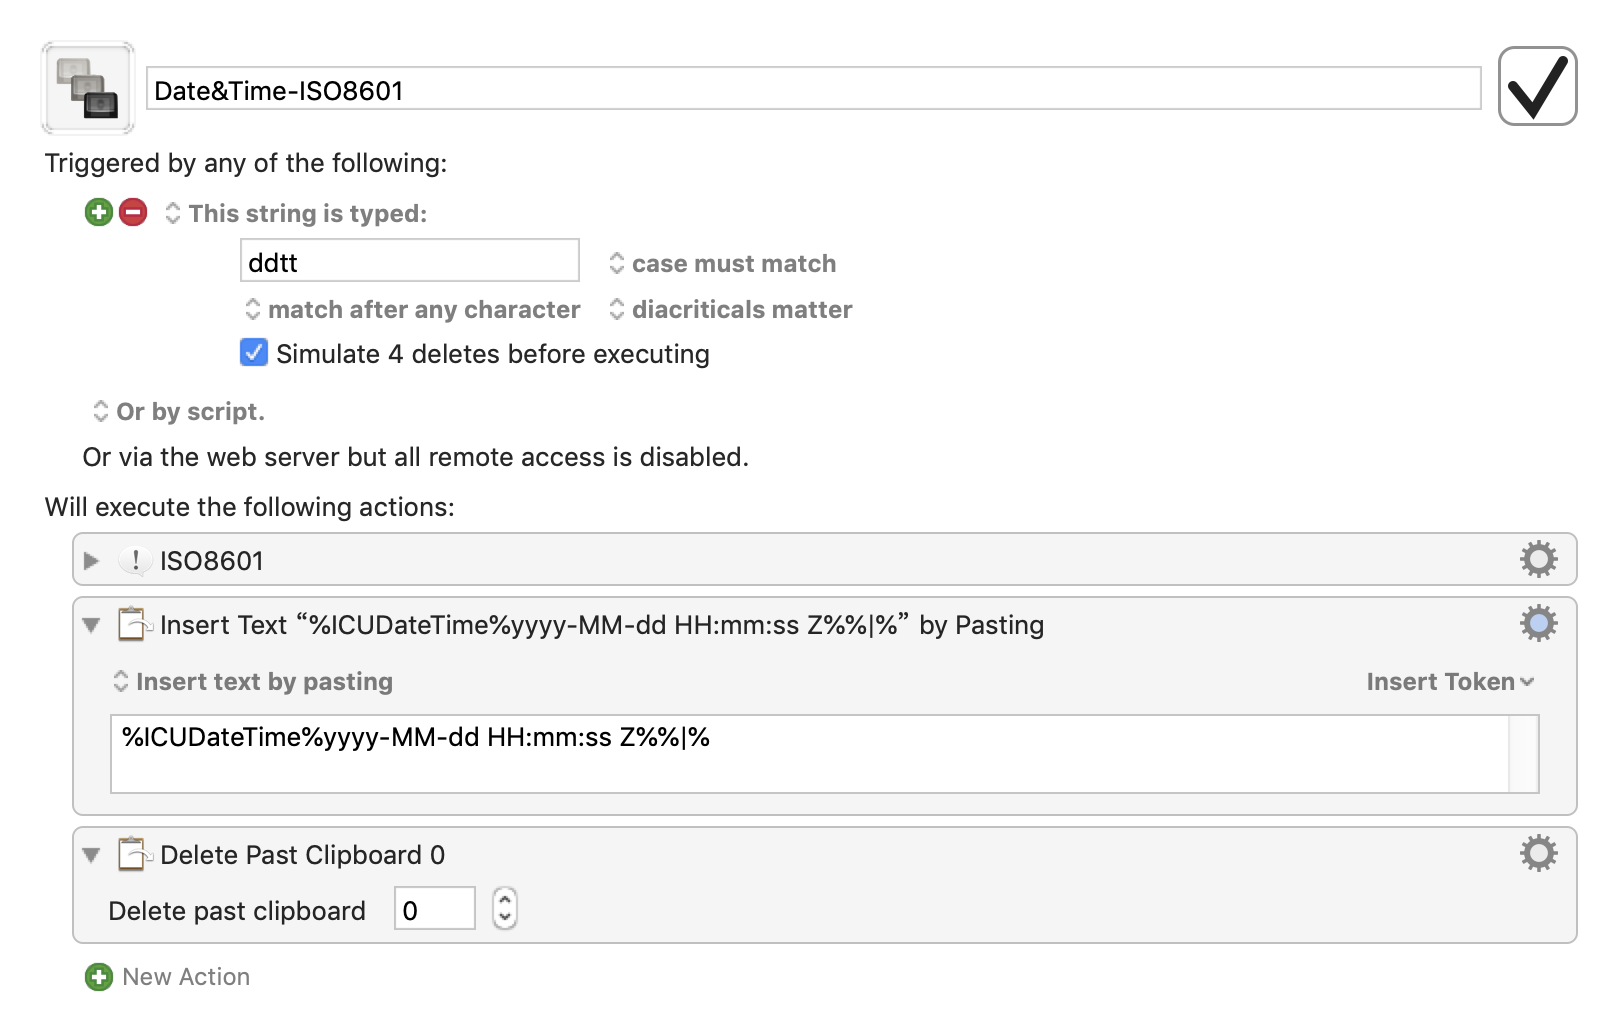 Date&Time-ISO8601
Triggered by any of the following:
This string is typed:
ddtt case must match
match after any character diacriticals matter
Simulate 4 deletes before executing
Or by script.
Or via the web server but all remote access is disabled.
Will execute the following actions:
ISO8601
Insert Text “%ICUDateTime%yyyy-MM-dd HH:mm:ss Z%%|%” by Pasting
Insert text by pasting Insert Token
%ICUDateTime%yyyy-MM-dd HH:mm:ss Z%%|%
Delete Past Clipboard 0
Delete past clipboard 0
New Action